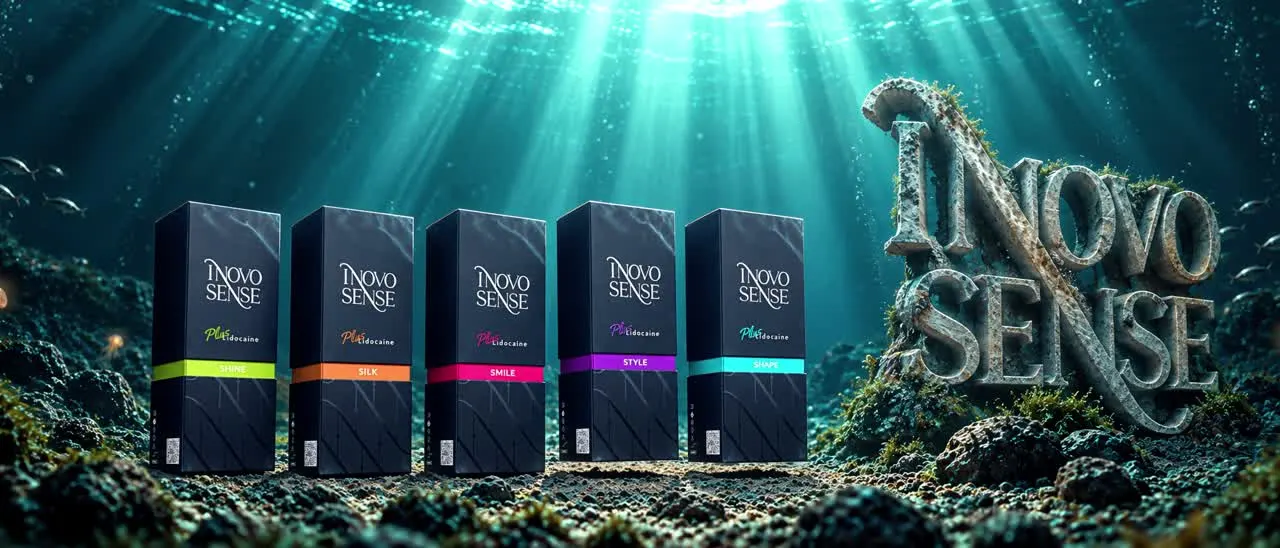 INOVO
SENSE
Plus Lidocaine
SHINE
INOVO
SENSE
Plus Lidocaine
SILK
INOVO
SENSE
Plus Lidocaine
SMILE
INOVO
SENSE
Plus Lidocaine
STYLE
INOVO
SENSE
Plus Lidocaine
SHAPE
INOVO
SENSE